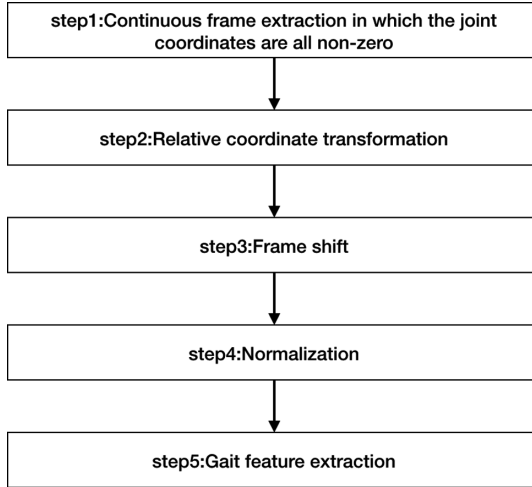 step1:Continuous frame extraction in which the joint
coordinates are all non-zero
step2:Relative coordinate transformation
step3:Frame shift
step4:Normalization
step5:Gait feature extraction